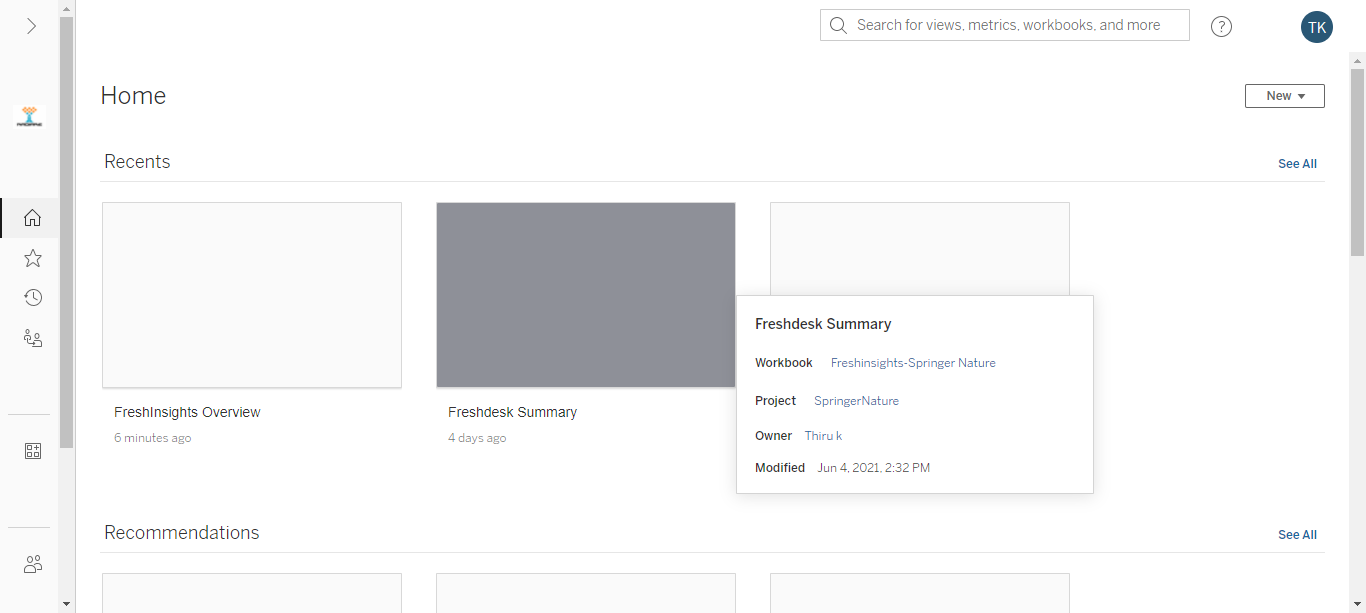 Search for views, metrics, workbooks, and more
?
TK
Home
New
Recents
See All
FreshInsights Overview
6 minutes ago
Freshdesk Summary
4 days ago
Freshdesk Summary
Workbook Freshinsights-Springer Nature
Project SpringerNature
Owner Thiru k
Modified Jun 4, 2021, 2:32 PM
Recommendations
See All